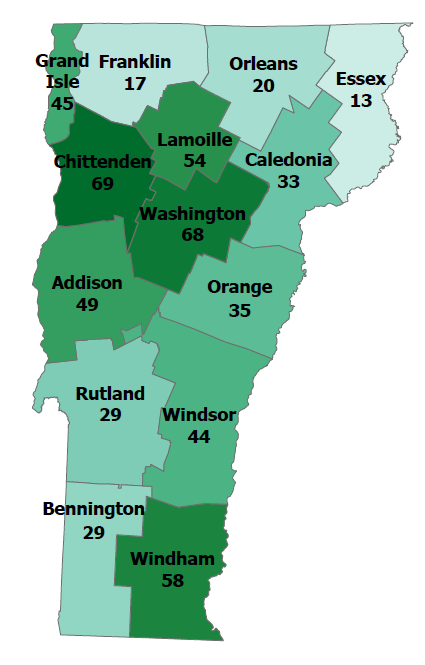 Grand
Isle
45
Franklin
17
Orleans
20
Essex
13
Lamoille
54
Chittenden
69
Caledonia
33
Washington
68
Addison
49
Orange
35
Rutland
29
Windsor
44
Bennington
29
Windham
58